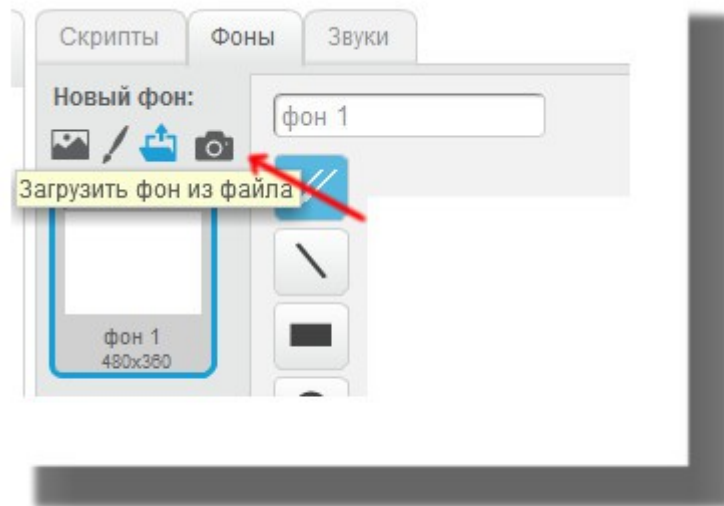 Скрипты Фоны Звуки
Новый фон:
фон 1
Загрузить фон из файла
фон 1
480x360